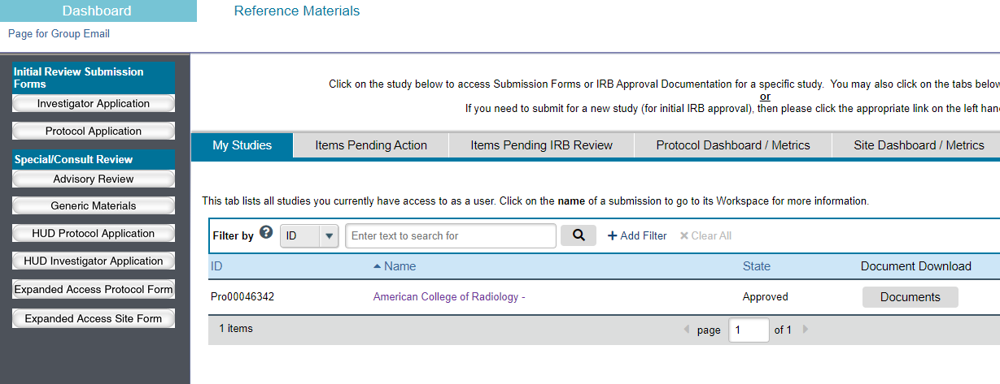 Dashboard
Reference Materials
Page for Group Email
Initial Review Submission
Forms
Investigator Application
Protocol Application
Special/Consult Review
Advisory Review
Generic Materials
HUD Protocol Application
HUD Investigator Application
Expanded Access Protocol Form
Expanded Access Site Form
Click on the study below to access Submission Forms or IRB Approval Documentation for a specific study. You may also click on the tabs below
or
If you need to submit for a new study (for initial IRB approval), then please click the appropriate link on the left
My Studies
Items Pending Action
Items Pending IRB Review
Protocol Dashboard / Metrics
Site Dashboard / Metrics
This tab lists all studies you currently have access to as a user. Click on the name of a submission to go to its Workspace for more information.
Filter by ? ID Enter text to search for + Add Filter Clear All
ID Name State Document Download
Pro00046342 American College of Radiology - Approved Documents
1 items page 1 of 1